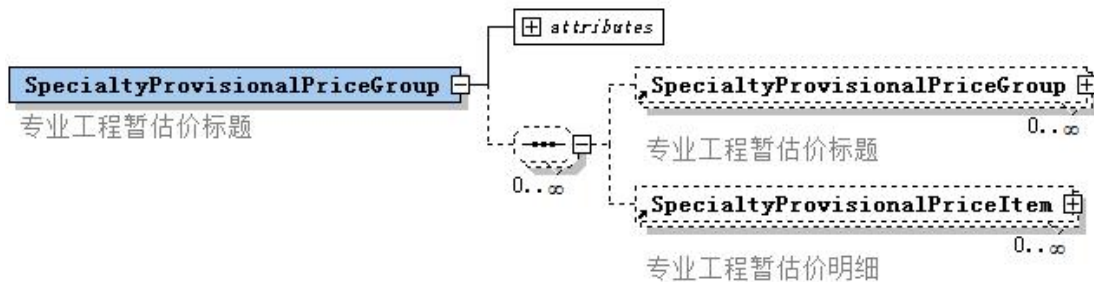 attributes
SpecialtyProvisionalPriceGroup
专业工程暂估价标题
0..∞
SpecialtyProvisionalPriceGroup
0..∞
专业工程暂估价标题
SpecialtyProvisionalPriceItem
0..∞
专业工程暂估价明细